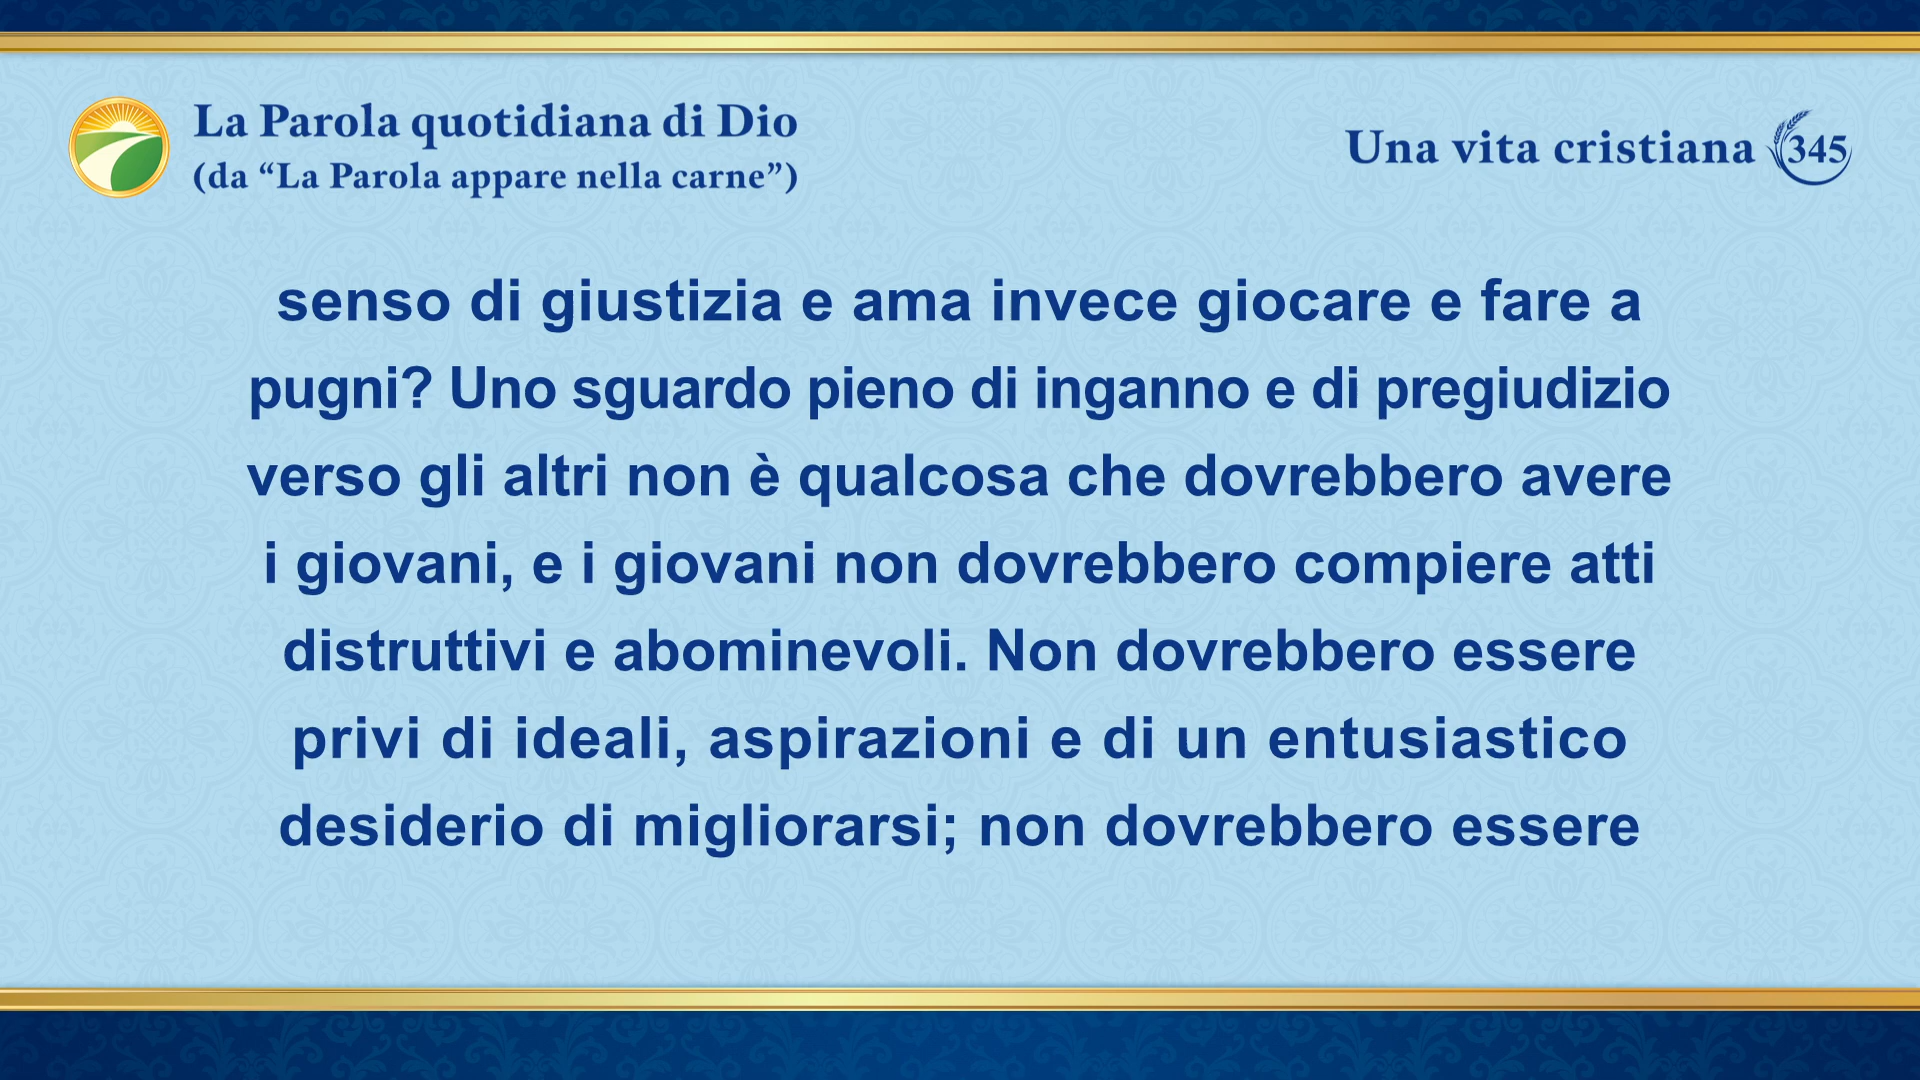 La Parola quotidiana di Dio
(da “La Parola appare nella carne”)
Una vita cristiana 345
senso di giustizia e ama invece giocare e fare a
pugni? Uno sguardo pieno di inganno e di pregiudizio
verso gli altri non è qualcosa che dovrebbero avere
i giovani, e i giovani non dovrebbero compiere atti
distruttivi e abominevoli. Non dovrebbero essere
privi di ideali, aspirazioni e di un entusiastico
desiderio di migliorarsi; non dovrebbero essere